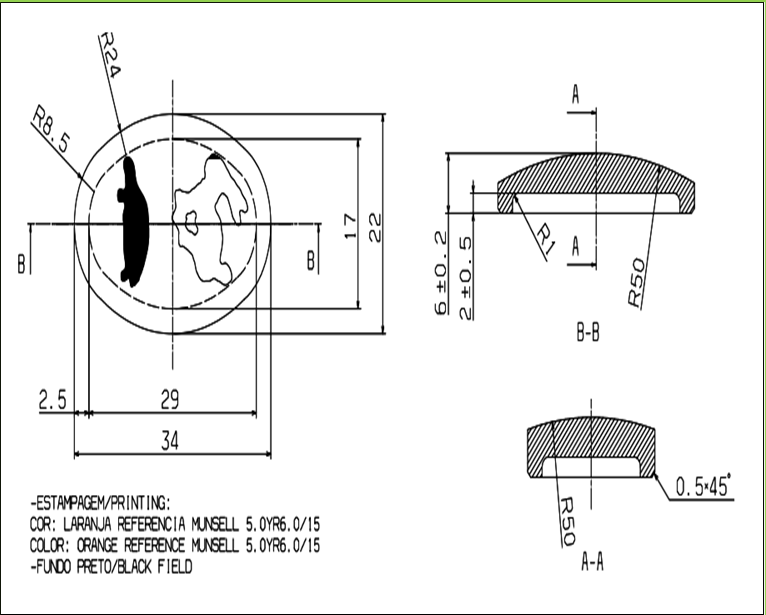 R24
R8.5
A
B
B
17
22
6±0.2
2±0.5
R1
A
R50
B-B
2.5
29
34
0.5×45°
R50
A-A
-ESTAMPAGEM/PRINTING:
COR: LARANJA REFERENCIA MUNSELL 5.0YR6.0/15
COLOR: ORANGE REFERENCE MUNSELL 5.0YR6.0/15
-FUNDO PRETO/BLACK FIELD